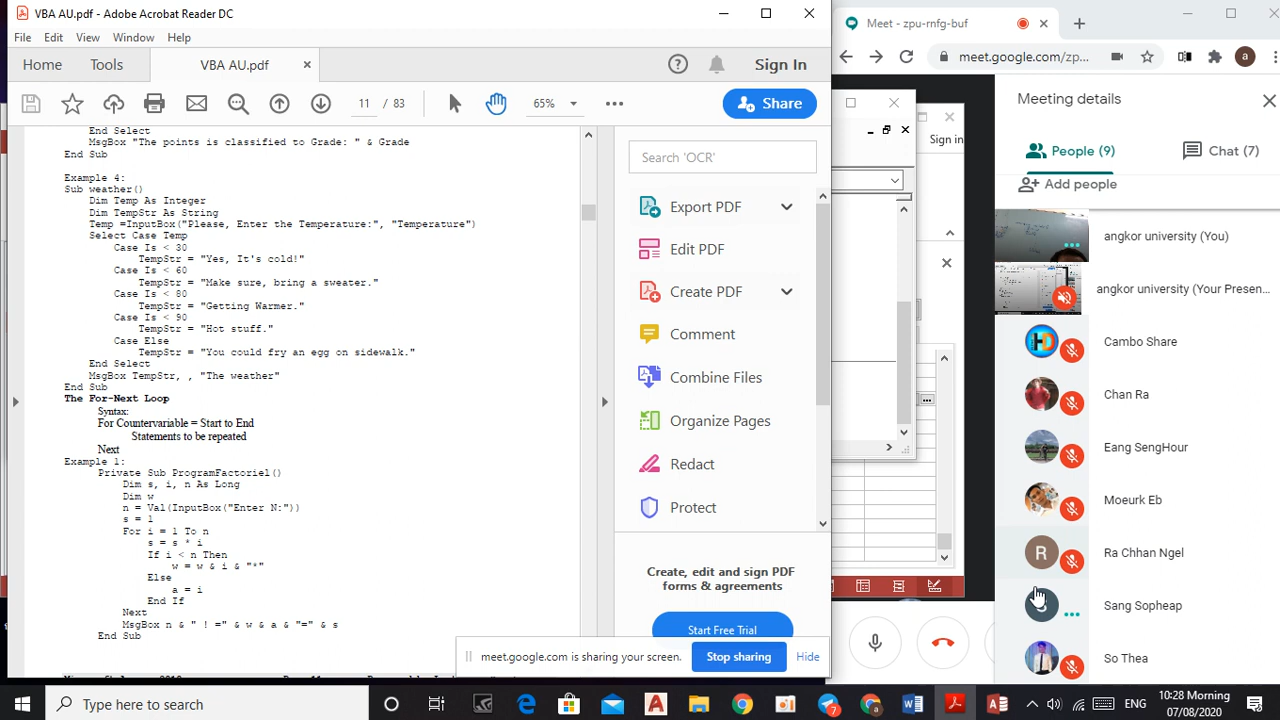 VBA AU.pdf - Adobe Acrobat Reader DC
File Edit View Window Help
Home Tools VBA AU.pdf × Sign In
11 / 83 65% Share
End Select
MsgBox "The points is classified to Grade: " & Grade
End Sub
Example 4:
Sub weather()
Dim Temp As Integer
Dim TempStr As String
Temp =InputBox("Please, Enter the Temperature:", "Temperature")
Select Case Temp
Case Is < 30
TempStr = "Yes, It's cold!"
Case Is < 60
TempStr = "Make sure, bring a sweater."
Case Is < 80
TempStr = "Getting Warmer."
Case Is < 90
TempStr = "Hot stuff."
Case Else
TempStr = "You could fry an egg on sidewalk."
End Select
MsgBox TempStr, , "The weather"
End Sub
The For-Next Loop
Syntax:
For Countervariable = Start to End
Statements to be repeated
Next
Example 1:
Private Sub ProgramFactoriel()
Dim s, i, n As Long
Dim w
n = Val(InputBox("Enter N:"))
s = 1
For i = 1 To n
s = s * i
If i < n Then
w = w & i & "*"
Else
a = i
End If
Next
MsgBox n & " ! =" & w & a & "=" & s
End Sub
Search 'OCR'
Export PDF
Edit PDF
Create PDF
Comment
Combine Files
Organize Pages
Redact
Protect
Create, edit and sign PDF
forms & agreements
Start Free Trial
meet.google.com is sharing your screen. Stop sharing Hide
Sign in
Meet - zpu-rnfg-buf
meet.google.com/zp... a
Meeting details
People (9) Chat (7)
Add people
angkor university (You)
angkor university (Your Presen...
Cambo Share
Chan Ra
Eang SengHour
Moeurk Eb
R Ra Chhan Ngel
Sang Sopheap
So Thea
Type here to search
7
ENG
10:28 Morning
07/08/2020